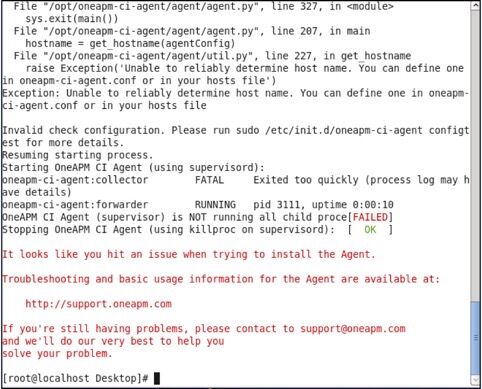 File "/opt/oneapm-ci-agent/agent/agent.py", line 327, in <module>
sys.exit(main())
File "/opt/oneapm-ci-agent/agent/agent.py", line 207, in main
hostname = get_hostname(agentConfig)
File "/opt/oneapm-ci-agent/agent/util.py", line 227, in get_hostname
raise Exception('Unable to reliably determine host name. You can define one
in oneapm-ci-agent.conf or in your hosts file')
Exception: Unable to reliably determine host name. You can define one in oneapm-
ci-agent.conf or in your hosts file
Invalid check configuration. Please run sudo /etc/init.d/oneapm-ci-agent configt
est for more details.
Resuming starting process.
Starting OneAPM CI Agent (using supervisord):
oneapm-ci-agent:collector FATAL Exited too quickly (process log may h
ave details)
oneapm-ci-agent:forwarder RUNNING pid 3111, uptime 0:00:10
OneAPM CI Agent (supervisor) is NOT running all child proce[FAILED]
Stopping OneAPM CI Agent (using killproc on supervisord): [ OK ]
It looks like you hit an issue when trying to install the Agent.
Troubleshooting and basic usage information for the Agent are available at:
http://support.oneapm.com
If you're still having problems, please contact to support@oneapm.com
and we'll do our very best to help you
solve your problem.
[root@localhost Desktop]#